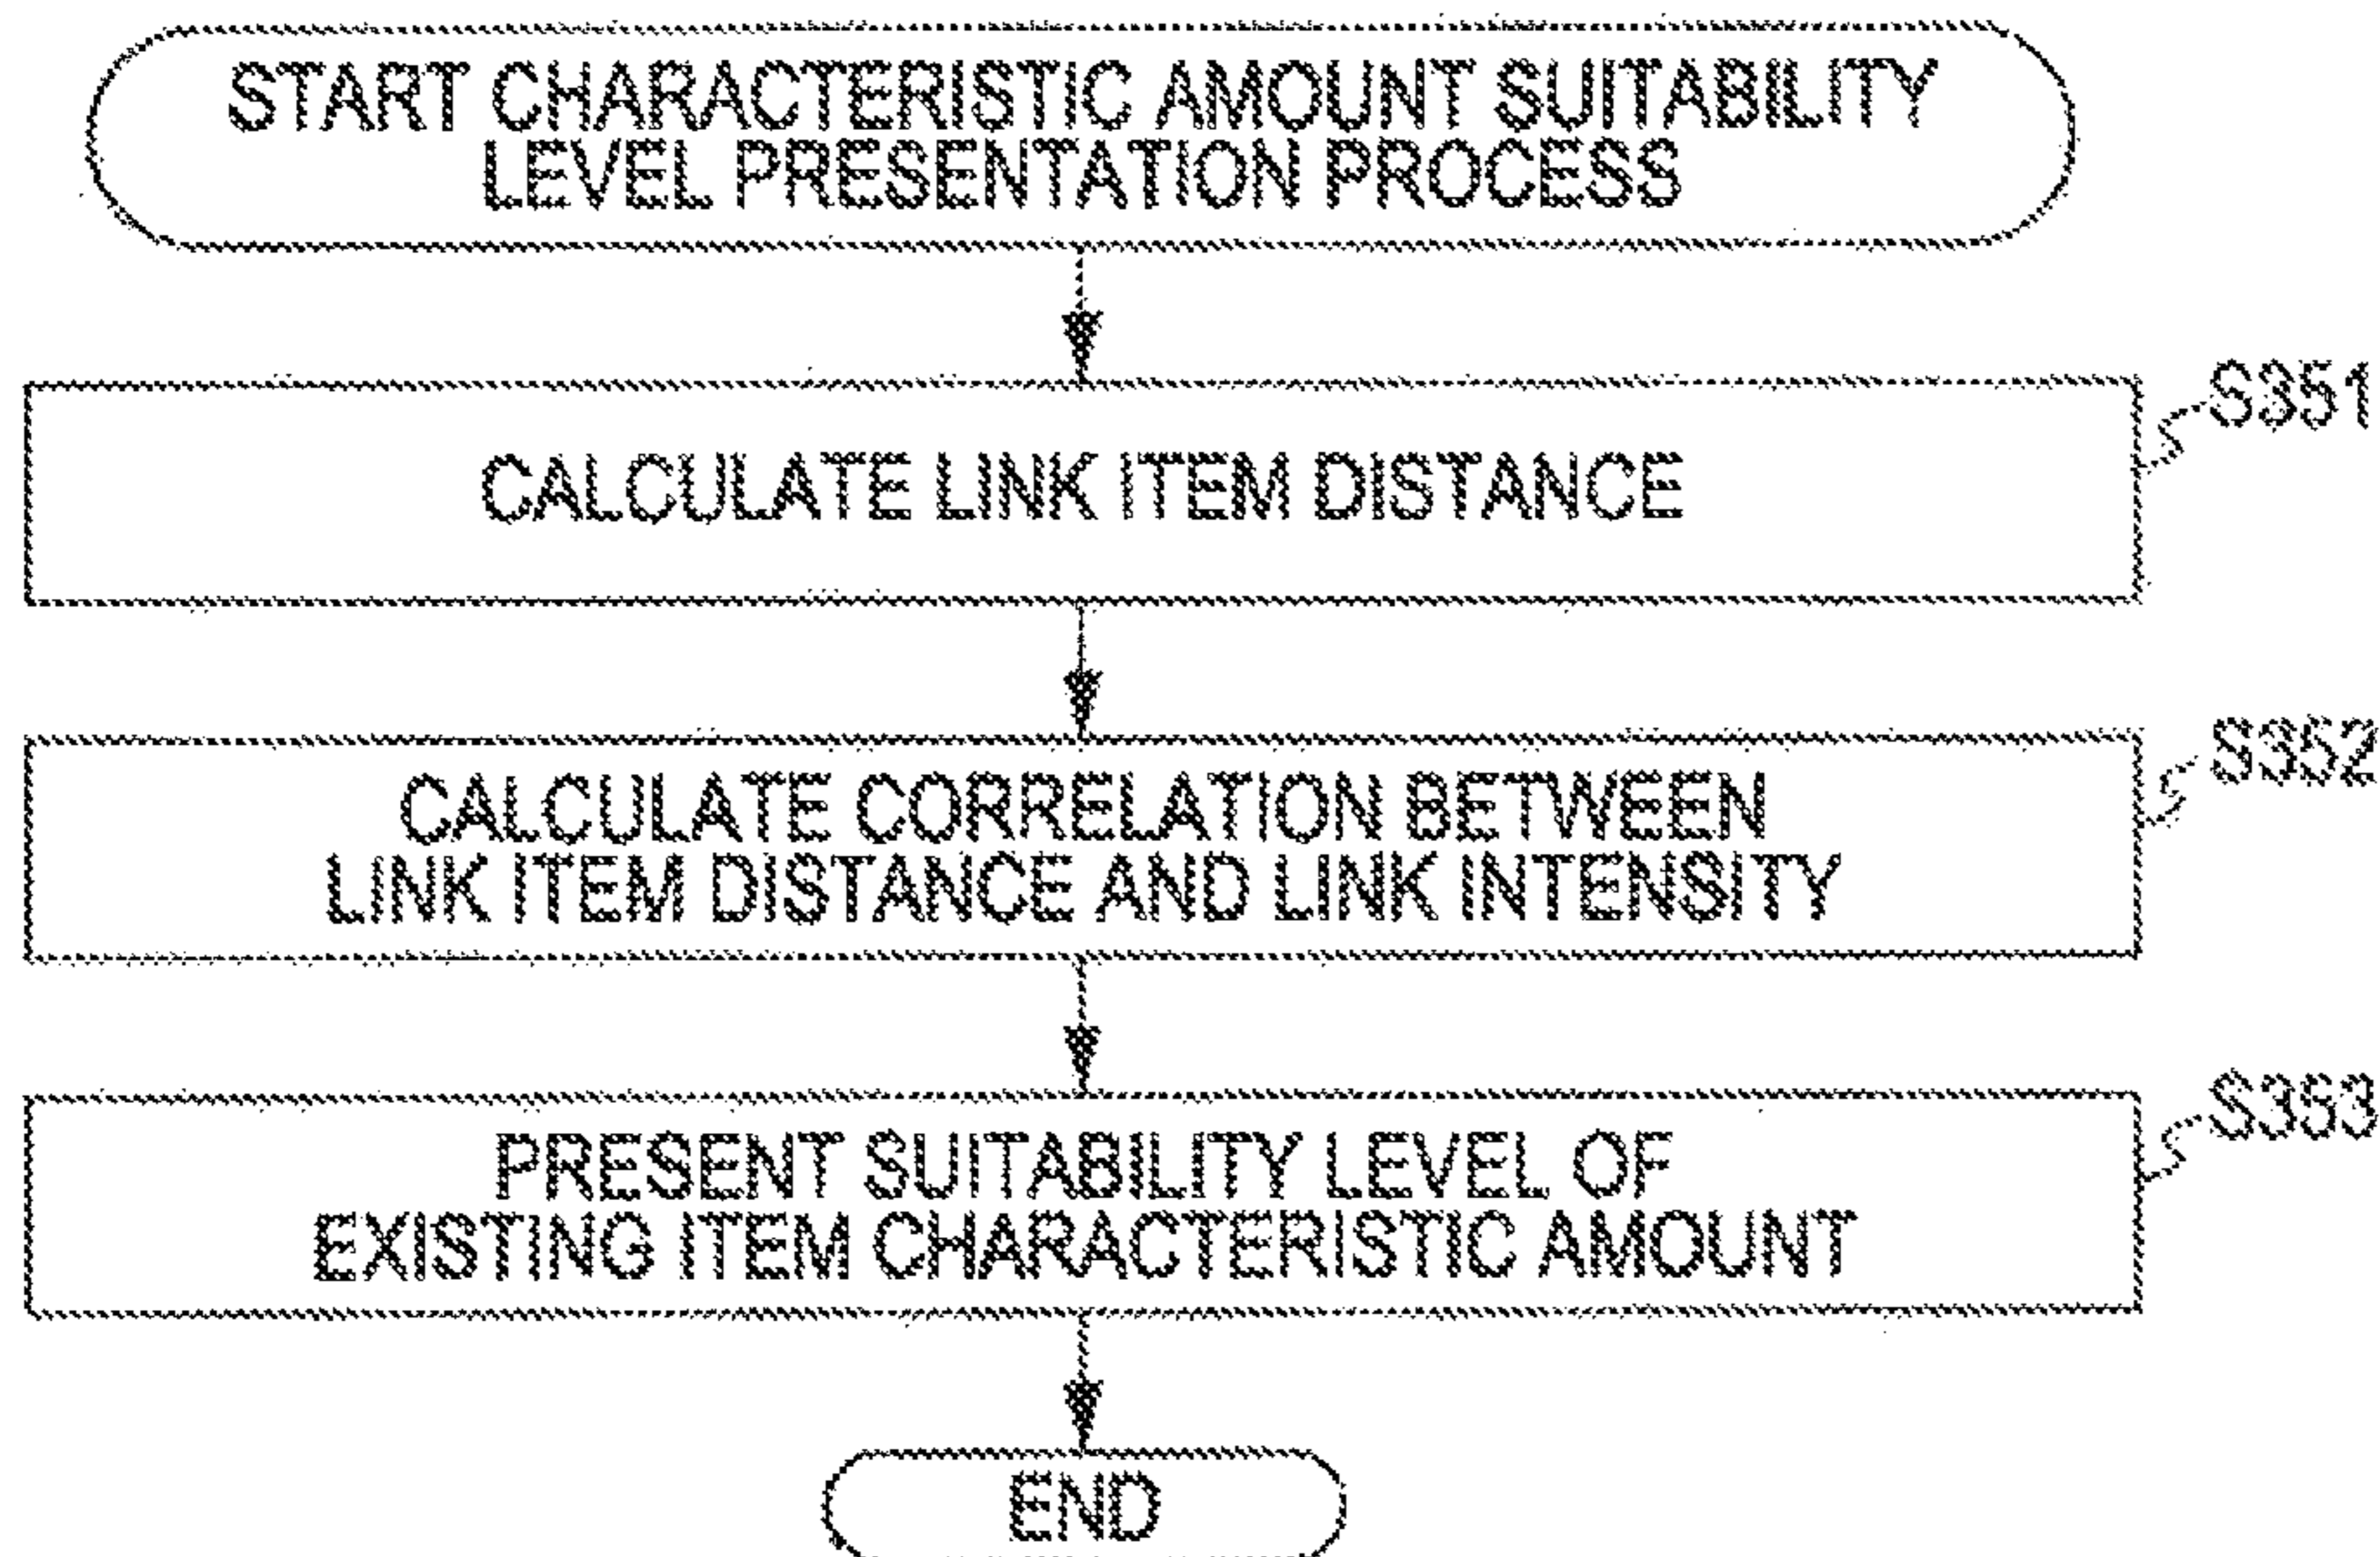 START CHARACTERISTIC AMOUNT SUITABILITY
LEVEL PRESENTATION PROCESS
S351
CALCULATE LINK ITEM DISTANCE
S352
CALCULATE CORRELATION BETWEEN
LINK ITEM DISTANCE AND LINK INTENSITY
S353
PRESENT SUITABILITY LEVEL OF
EXISTING ITEM CHARACTERISTIC AMOUNT
END